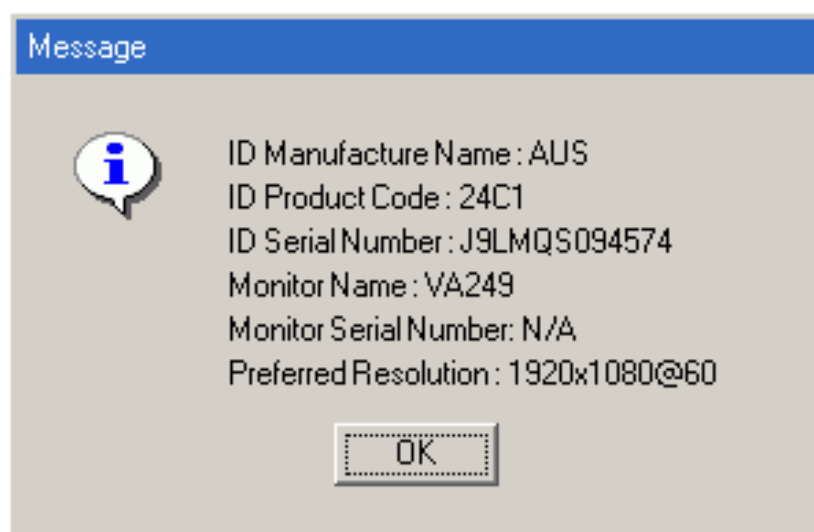 Message
ID Manufacture Name : AUS
ID Product Code : 24C1
ID Serial Number : J9LMQS094574
Monitor Name : VA249
Monitor Serial Number: N/A
Preferred Resolution : 1920x1080@60
OK